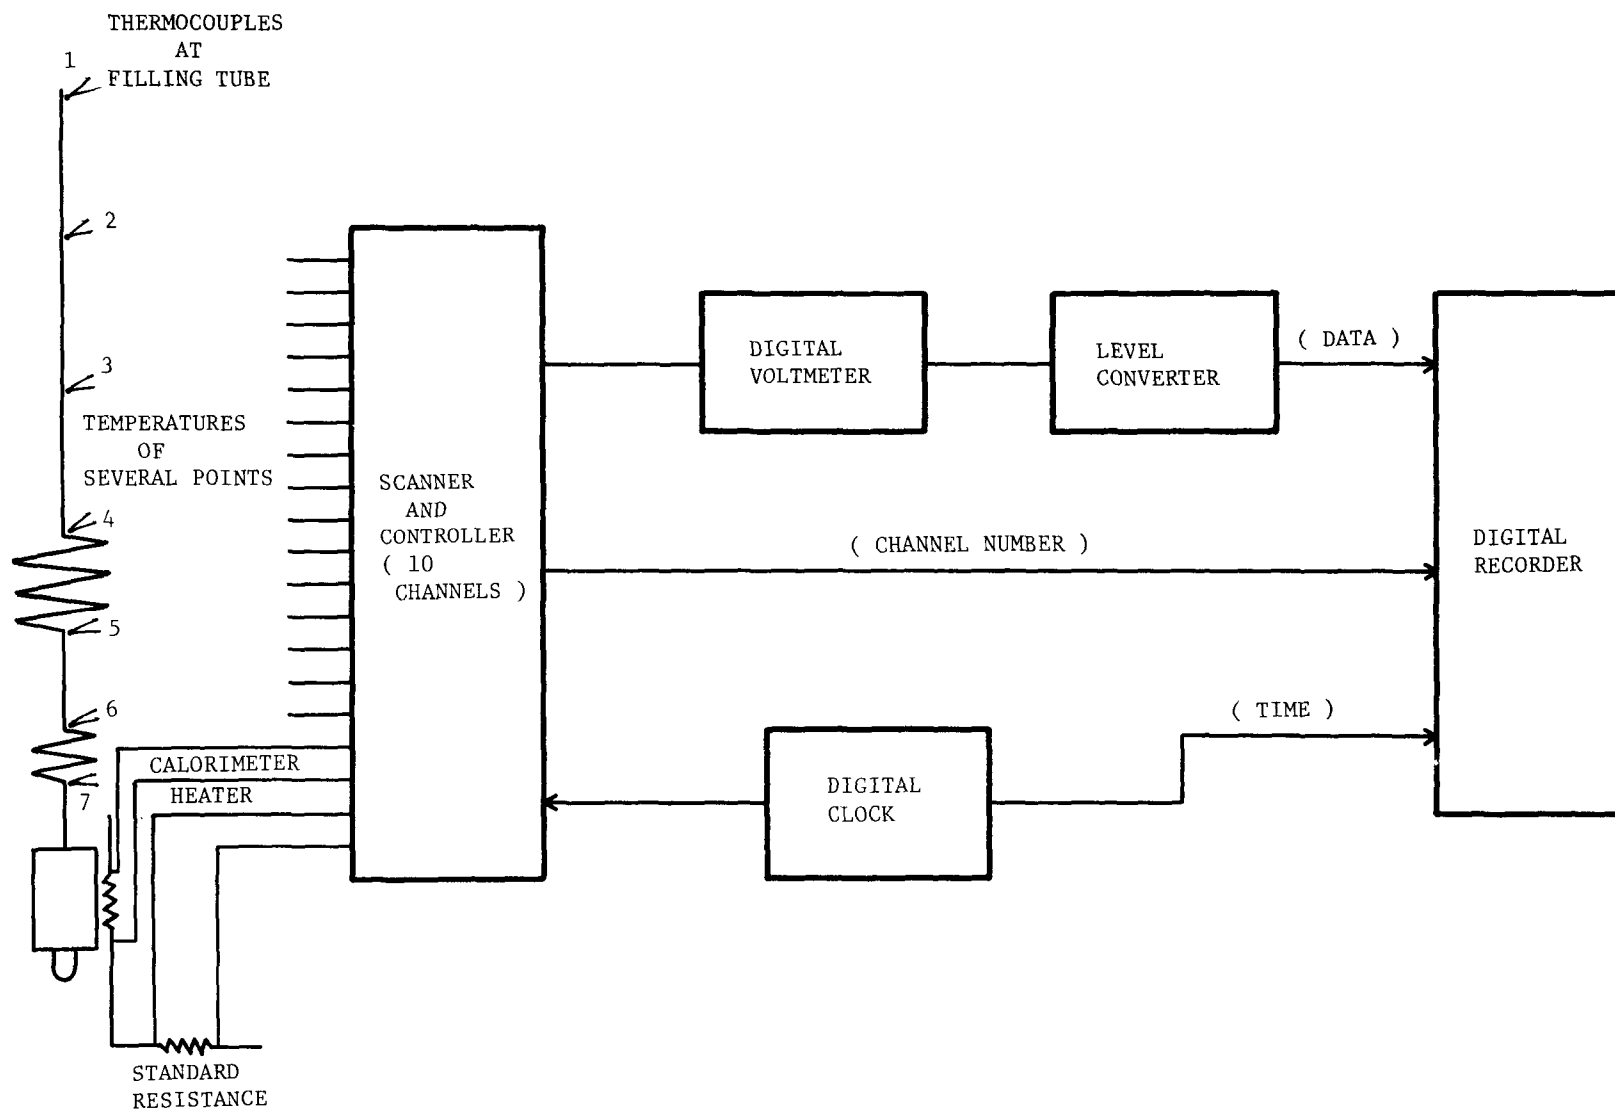 THERMOCOUPLES
AT
FILLING TUBE
1
2
3
TEMPERATURES
OF
SEVERAL POINTS
4
5
6
7
CALORIMETER
HEATER
STANDARD
RESISTANCE
SCANNER
AND
CONTROLLER
( 10
CHANNELS )
DIGITAL
VOLTMETER
LEVEL
CONVERTER
( DATA )
( CHANNEL NUMBER )
( TIME )
DIGITAL
CLOCK
DIGITAL
RECORDER